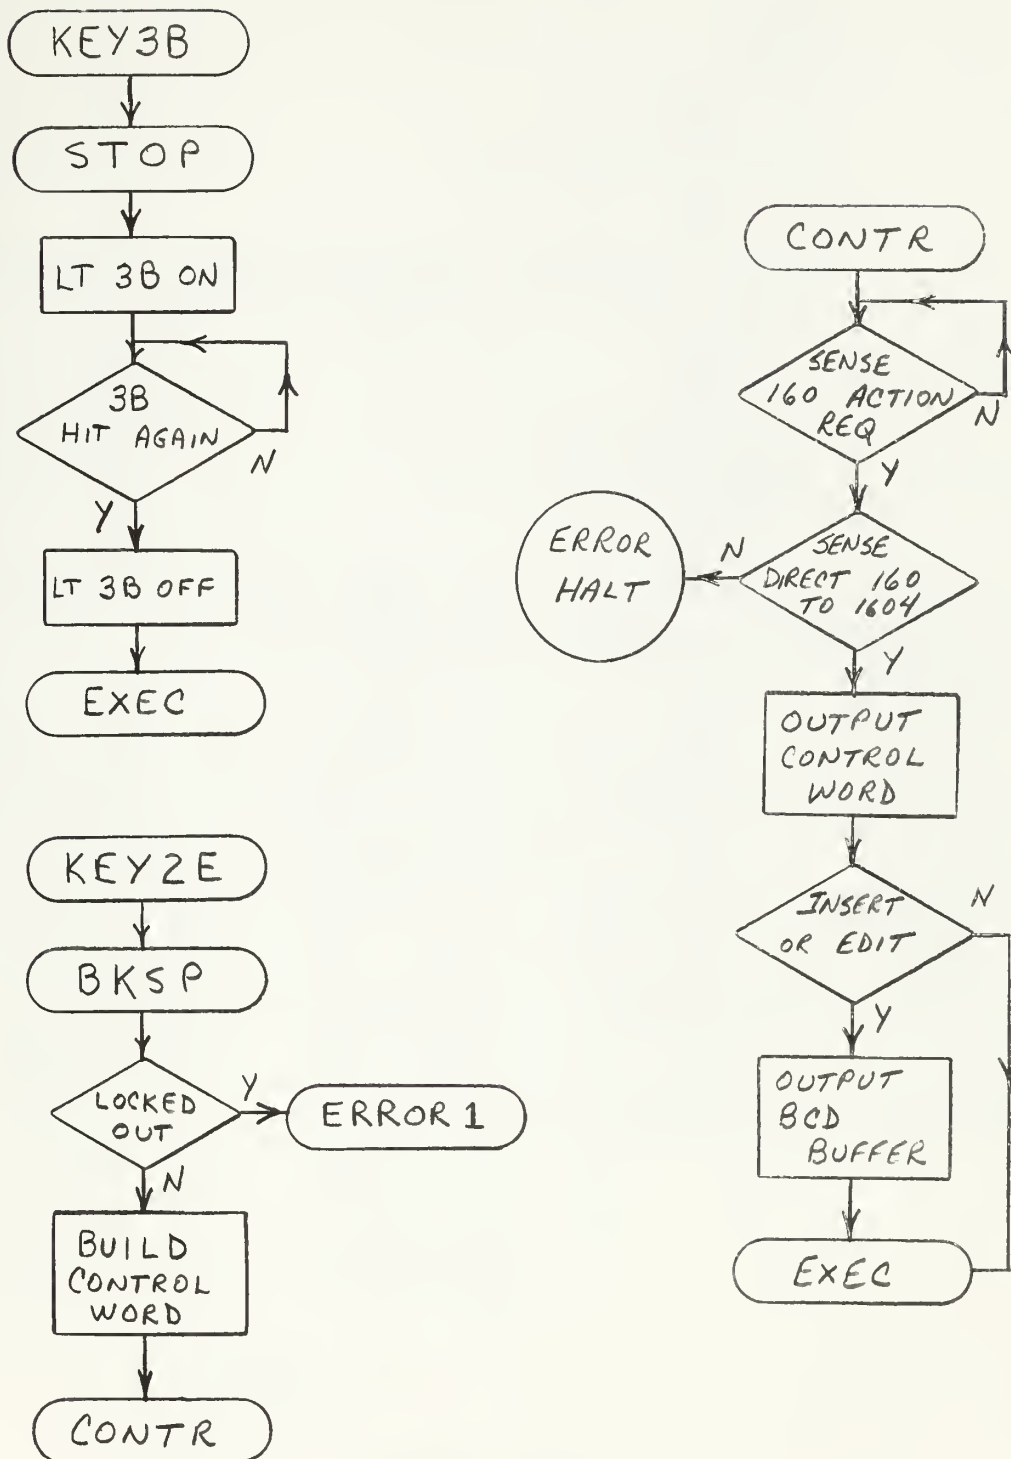 KEY3B
STOP
LT 3B ON
3B
HIT AGAIN
N
Y
LT 3B OFF
EXEC
KEY2E
BKSP
LOCKED
OUT
Y
ERROR 1
N
BUILD
CONTROL
WORD
CONTR
CONTR
SENSE
160 ACTION
REQ
N
Y
SENSE
DIRECT 160
TO 1604
N
ERROR
HALT
Y
OUTPUT
CONTROL
WORD
INSERT
OR EDIT
N
Y
OUTPUT
BCD
BUFFER
EXEC